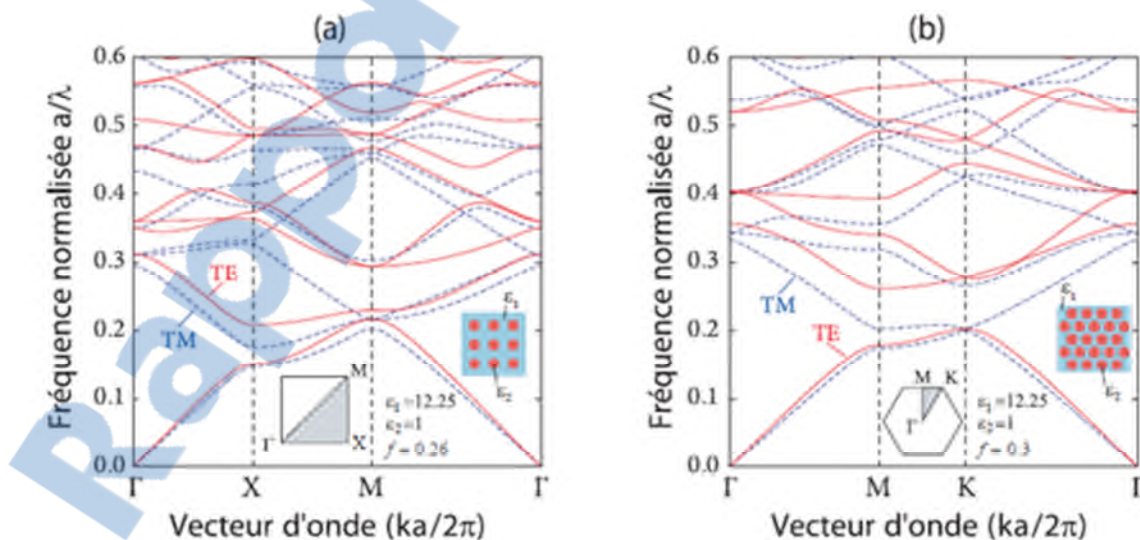 (a)
Fréquence normalisée a/λ
0.6
0.5
0.4
0.3
0.2
0.1
0.0
TE
TM
ε1
ε2
M
Γ
X
ε1=12.25
ε2=1
f = 0.26
Γ X M Γ
Vecteur d'onde (ka/2π)
(b)
Fréquence normalisée a/λ
0.6
0.5
0.4
0.3
0.2
0.1
0.0
TM
TE
ε1
ε2
M K
Γ
ε1=12.25
ε2=1
f = 0.3
Γ M K Γ
Vecteur d'onde (ka/2π)
Rappo